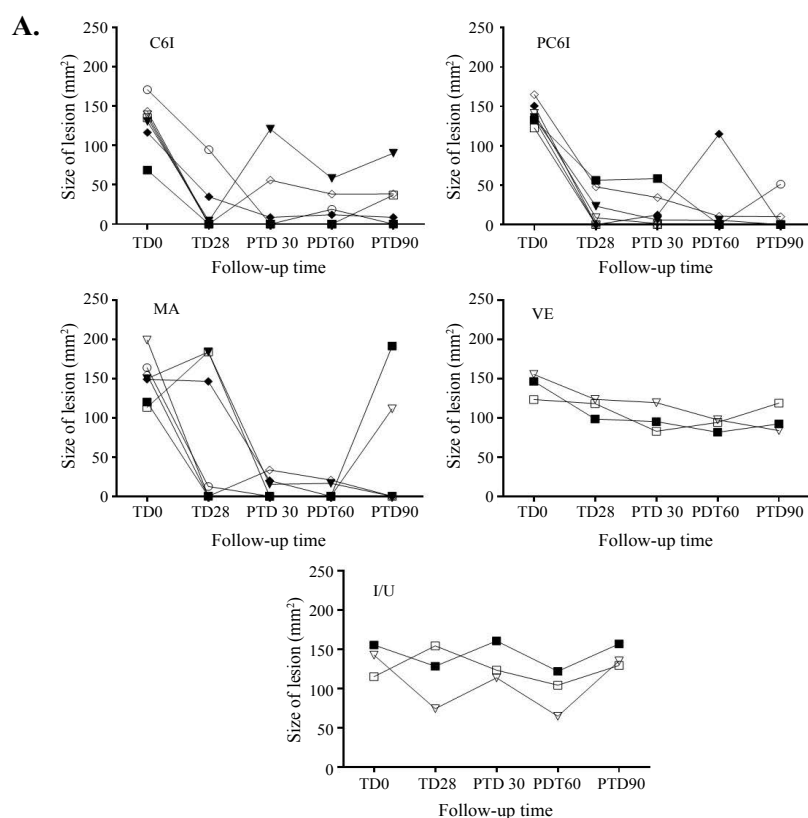 A.
C6I
Size of lesion (mm²)
250
200
150
100
50
0
TD0 TD28 PTD 30 PDT60 PTD90
Follow-up time
PC6I
Size of lesion (mm²)
250
200
150
100
50
0
TD0 TD28 PTD 30 PDT60 PTD90
Follow-up time
MA
Size of lesion (mm²)
250
200
150
100
50
0
TD0 TD28 PTD 30 PDT60 PTD90
Follow-up time
VE
Size of lesion (mm²)
250
200
150
100
50
0
TD0 TD28 PTD 30 PDT60 PTD90
Follow-up time
I/U
Size of lesion (mm²)
250
200
150
100
50
0
TD0 TD28 PTD 30 PDT60 PTD90
Follow-up time